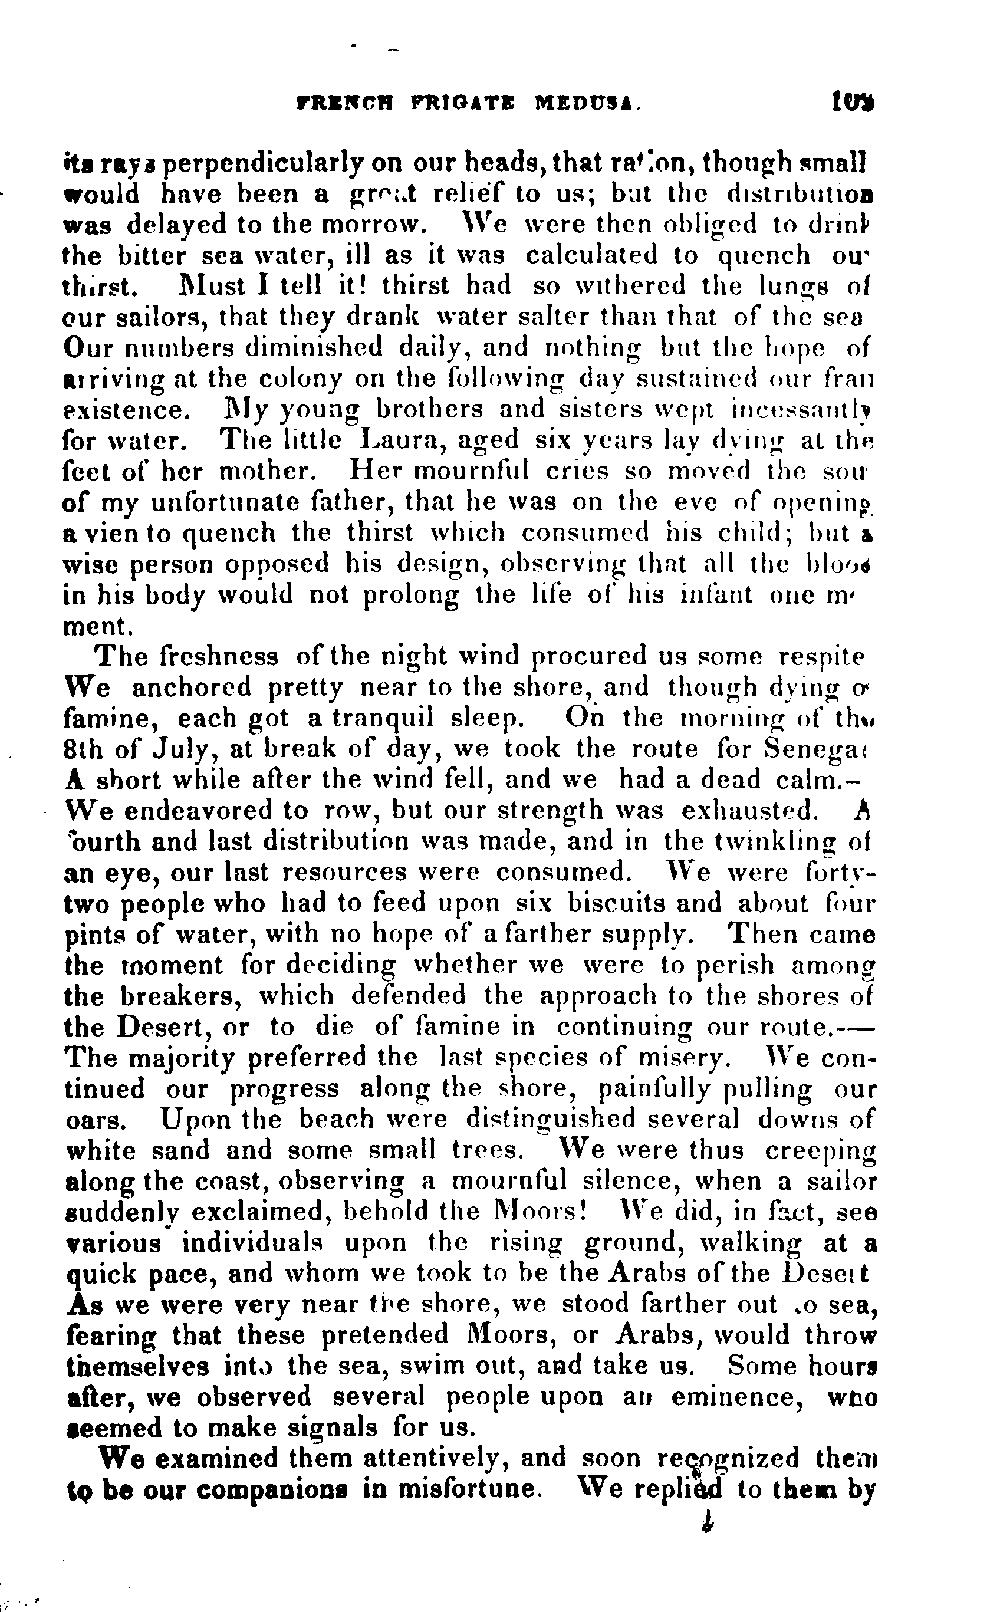 FRENCH FRIGATE MEDUSA. 109
its rays perpendicularly on our heads, that ration, though small
would have been a great relief to us; but the distribution
was delayed to the morrow. We were then obliged to drink
the bitter sea water, ill as it was calculated to quench our
thirst. Must I tell it! thirst had so withered the lungs of
our sailors, that they drank water salter than that of the sea
Our numbers diminished daily, and nothing but the hope of
arriving at the colony on the following day sustained our frail
existence. My young brothers and sisters wept incessantly
for water. The little Laura, aged six years lay dying at the
feet of her mother. Her mournful cries so moved the soul
of my unfortunate father, that he was on the eve of opening
a vien to quench the thirst which consumed his child; but a
wise person opposed his design, observing that all the blood
in his body would not prolong the life of his infant one mo
ment.
The freshness of the night wind procured us some respite
We anchored pretty near to the shore, and though dying of
famine, each got a tranquil sleep. On the morning of the
8th of July, at break of day, we took the route for Senegal
A short while after the wind fell, and we had a dead calm.-
We endeavored to row, but our strength was exhausted. A
fourth and last distribution was made, and in the twinkling of
an eye, our last resources were consumed. We were forty-
two people who had to feed upon six biscuits and about four
pints of water, with no hope of a farther supply. Then came
the moment for deciding whether we were to perish among
the breakers, which defended the approach to the shores of
the Desert, or to die of famine in continuing our route.—
The majority preferred the last species of misery. We con-
tinued our progress along the shore, painfully pulling our
oars. Upon the beach were distinguished several downs of
white sand and some small trees. We were thus creeping
along the coast, observing a mournful silence, when a sailor
suddenly exclaimed, behold the Moors! We did, in fact, see
various individuals upon the rising ground, walking at a
quick pace, and whom we took to be the Arabs of the Desert
As we were very near the shore, we stood farther out to sea,
fearing that these pretended Moors, or Arabs, would throw
themselves into the sea, swim out, and take us. Some hours
after, we observed several people upon an eminence, who
seemed to make signals for us.
We examined them attentively, and soon recognized them
to be our companions in misfortune. We replied to them by